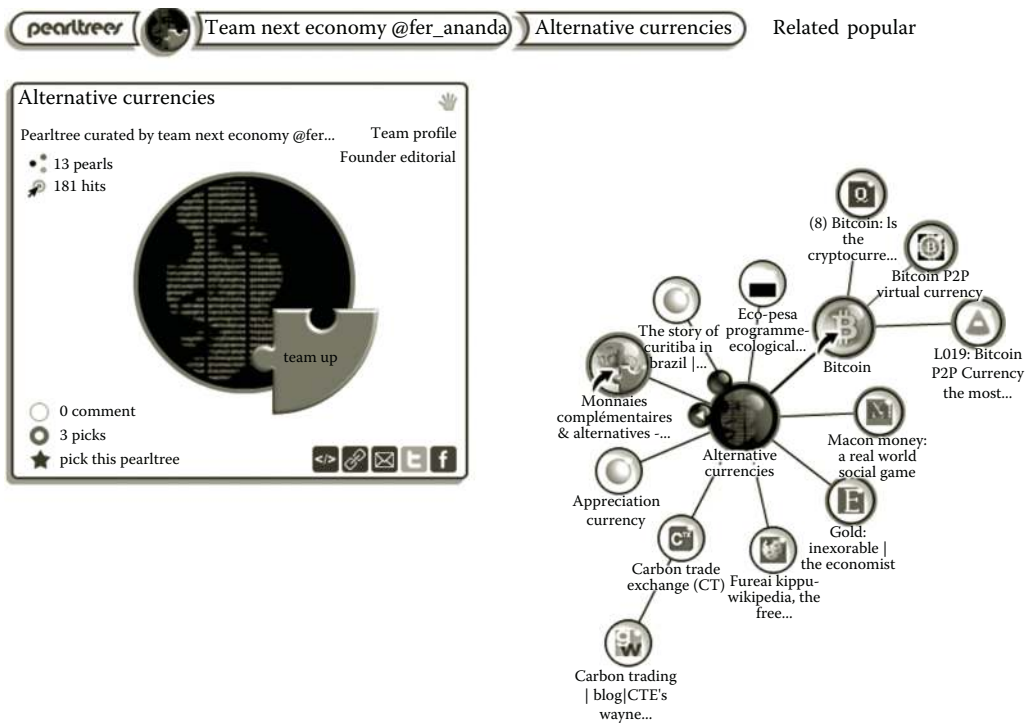 pearltrees
Team next economy @fer_ananda
Alternative currencies
Related popular
Alternative currencies
Pearltree curated by team next economy @fer...
Team profile
Founder editorial
13 pearls
181 hits
team up
0 comment
3 picks
pick this pearltree
</>
t
f
Q
(8) Bitcoin: Is
the
cryptocurre...
B
Bitcoin P2P
virtual currency
L019: Bitcoin
P2P Currency
the most...
B
Bitcoin
Eco-pesa
programme-
ecological...
The story of
curitiba in
brazil |...
Monnaies
complémentaires
& alternatives -...
Alternative
currencies
M
Macon money:
a real world
social game
Appreciation
currency
E
Gold:
inexorable |
the economist
CTX
Carbon trade
exchange (CT)
Fureai kippu-
wikipedia, the
free...
gw
Carbon trading
| blog|CTE's
wayne...